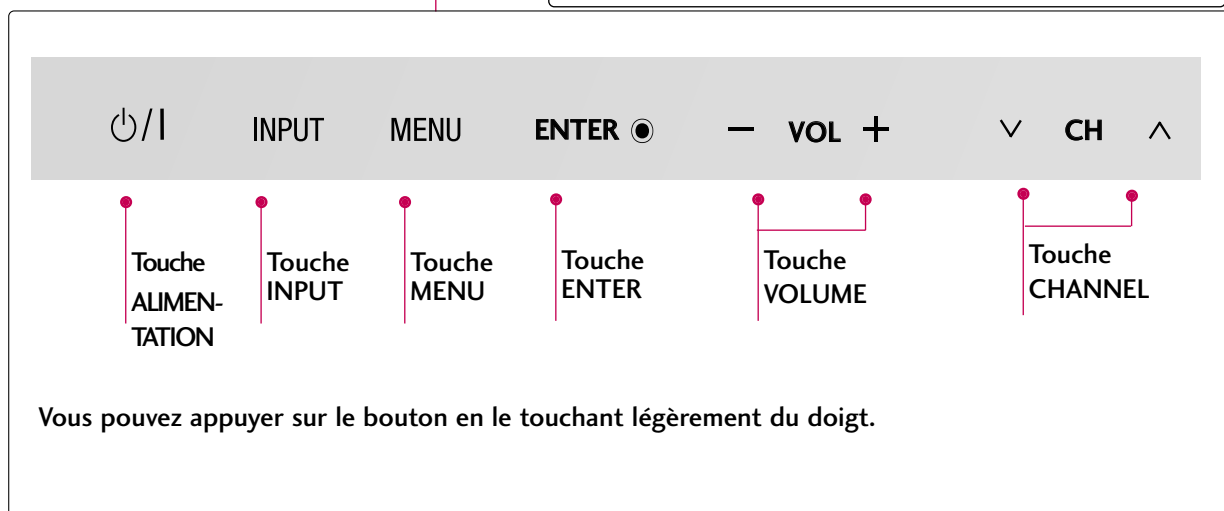 ⏻/I INPUT MENU ENTER ◉ − VOL + ∨ CH ∧
Touche
ALIMEN-
TATION
Touche
INPUT
Touche
MENU
Touche
ENTER
Touche
VOLUME
Touche
CHANNEL
Vous pouvez appuyer sur le bouton en le touchant légèrement du doigt.